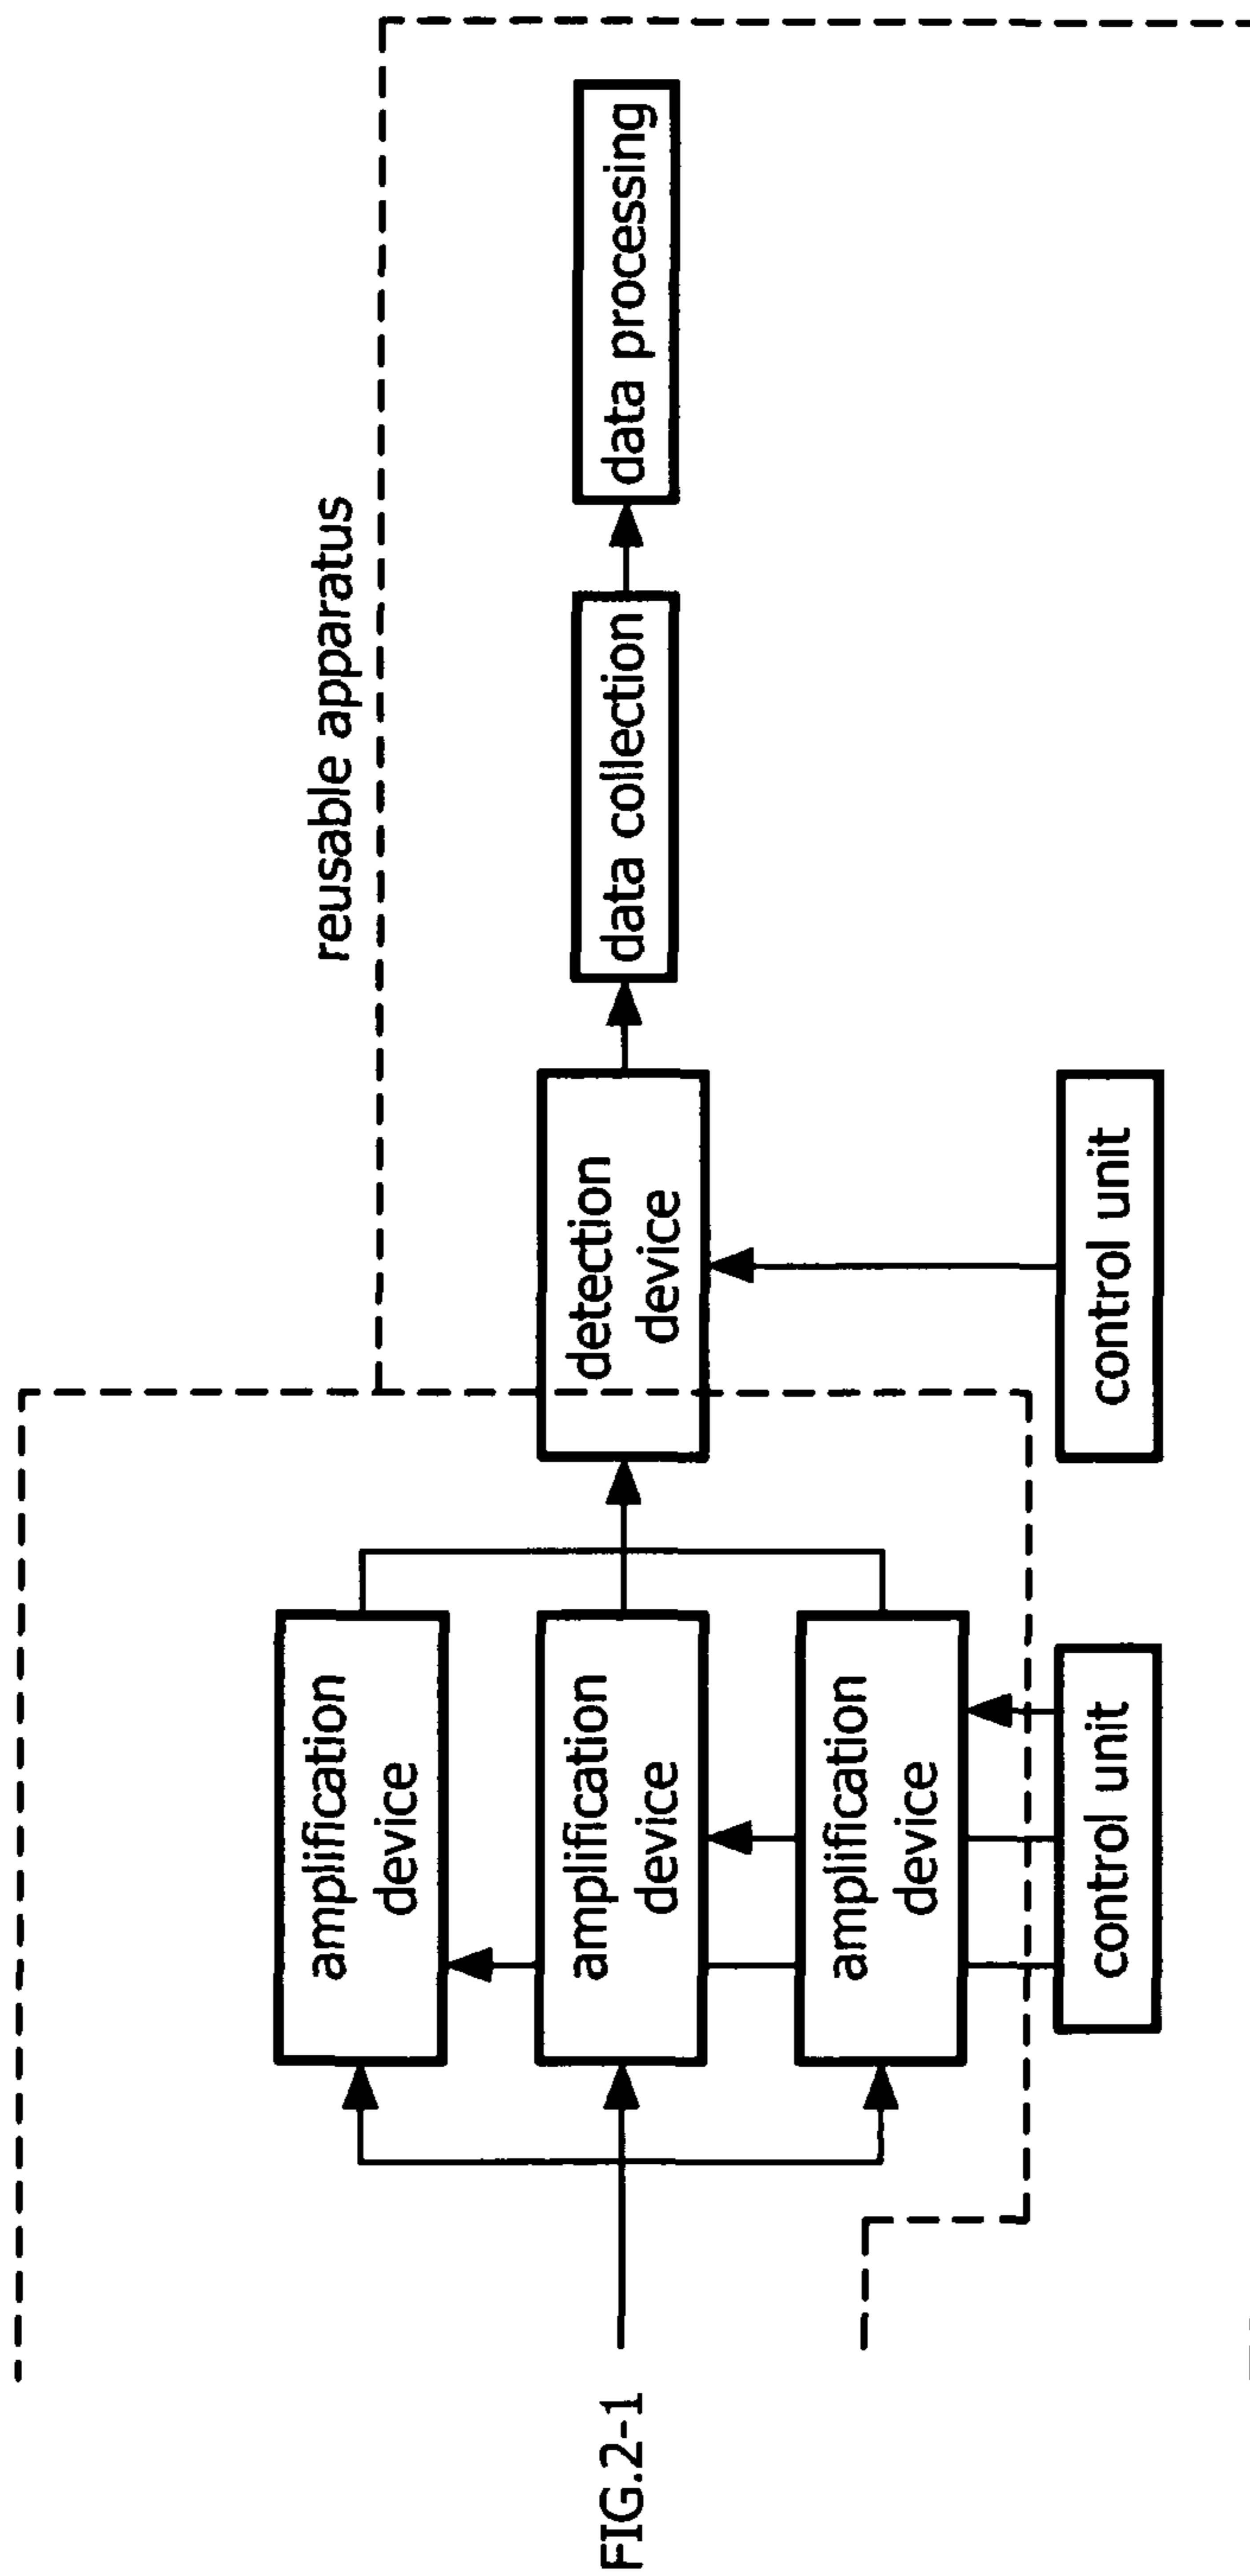 reusable apparatus
amplification
device
amplification
device
detection
device
data collection
data processing
FIG.2-1
amplification
device
control unit
control unit